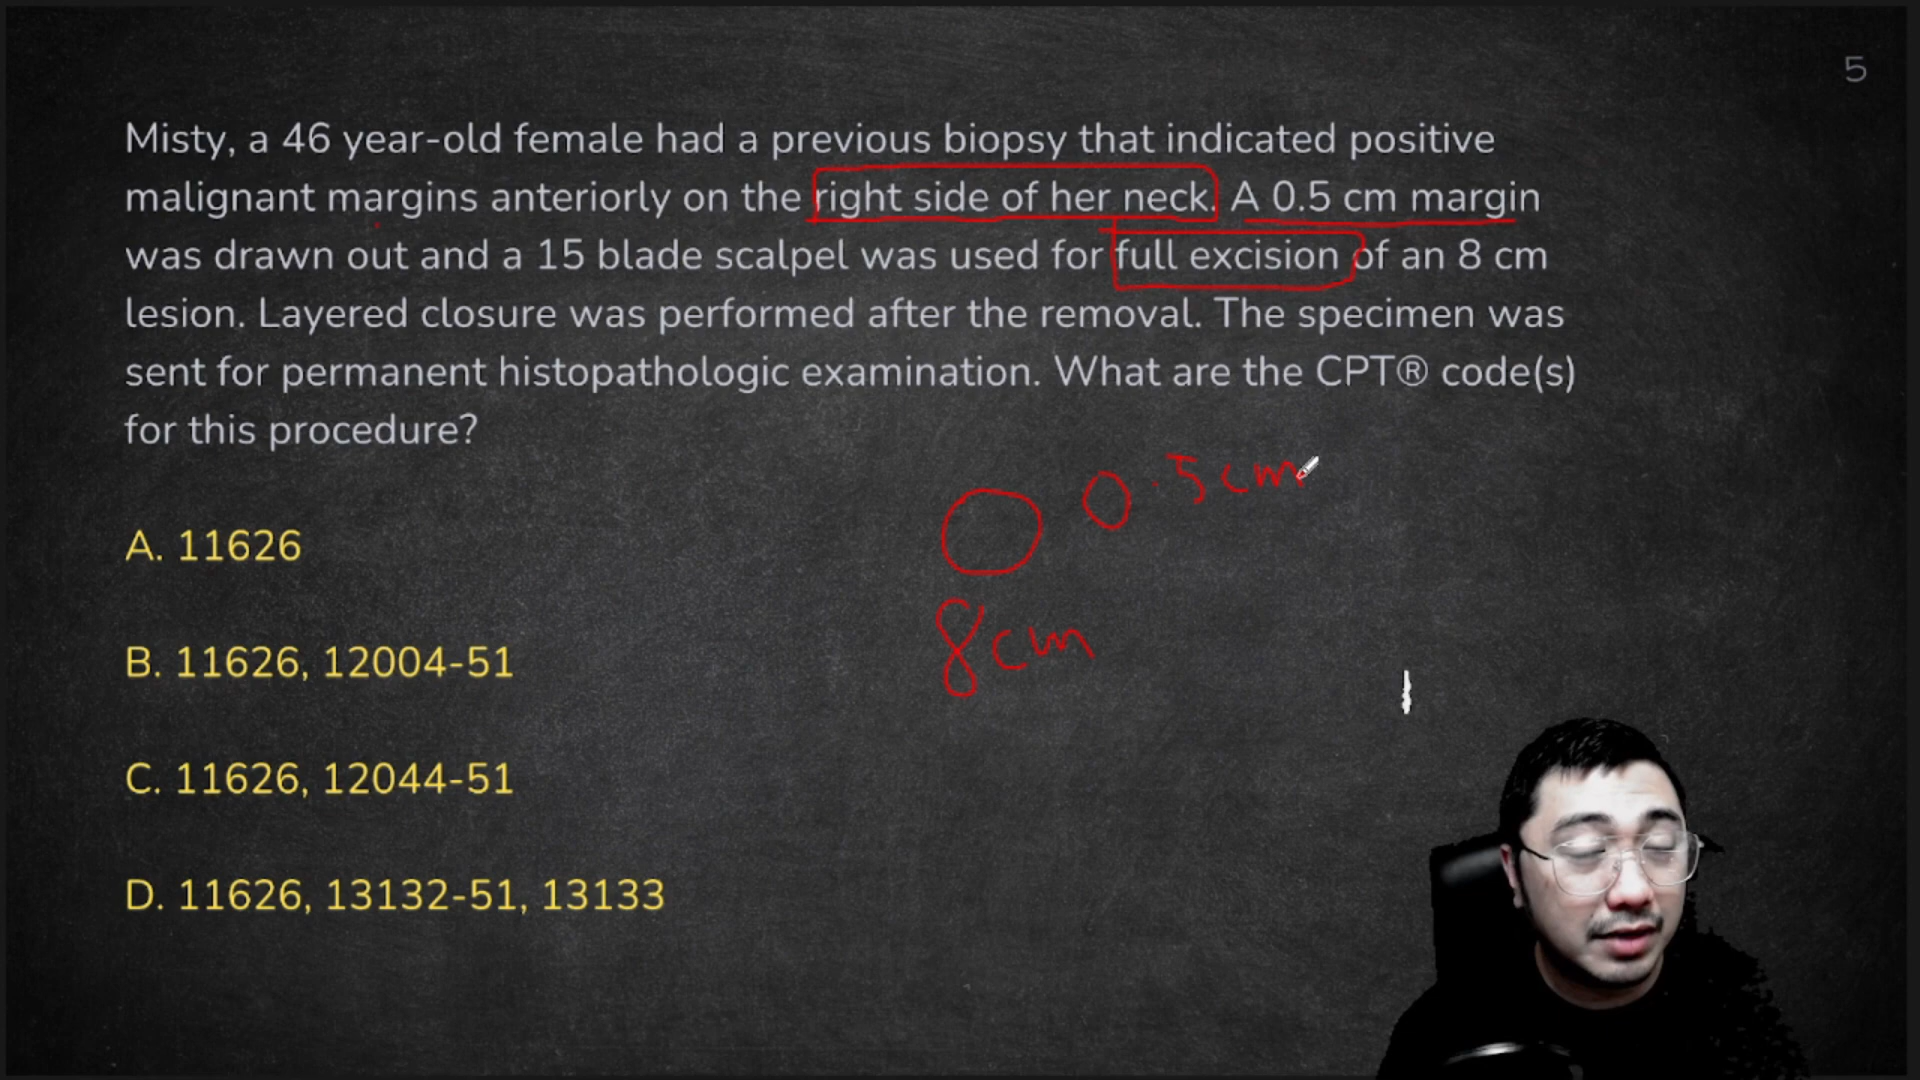 5
Misty, a 46 year-old female had a previous biopsy that indicated positive
malignant margins anteriorly on the right side of her neck. A 0.5 cm margin
was drawn out and a 15 blade scalpel was used for full excision of an 8 cm
lesion. Layered closure was performed after the removal. The specimen was
sent for permanent histopathologic examination. What are the CPT® code(s)
for this procedure?
0.5cm
A. 11626
8cm
B. 11626, 12004-51
C. 11626, 12044-51
D. 11626, 13132-51, 13133